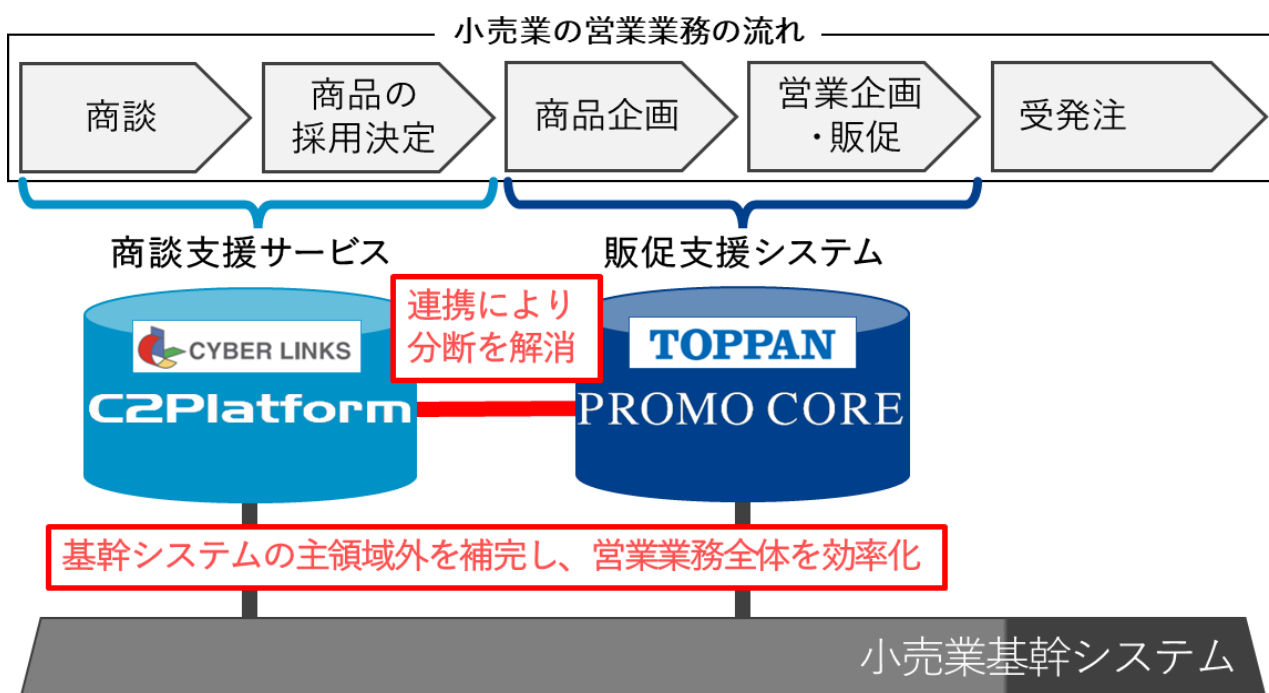 小売業の営業業務の流れ
商談
商品の
採用決定
商品企画
営業企画
・販促
受発注
商談支援サービス
販促支援システム
連携により
分断を解消
CYBER LINKS
C2Platform
TOPPAN
PROMO CORE
基幹システムの主領域外を補完し、営業業務全体を効率化
小売業基幹システム